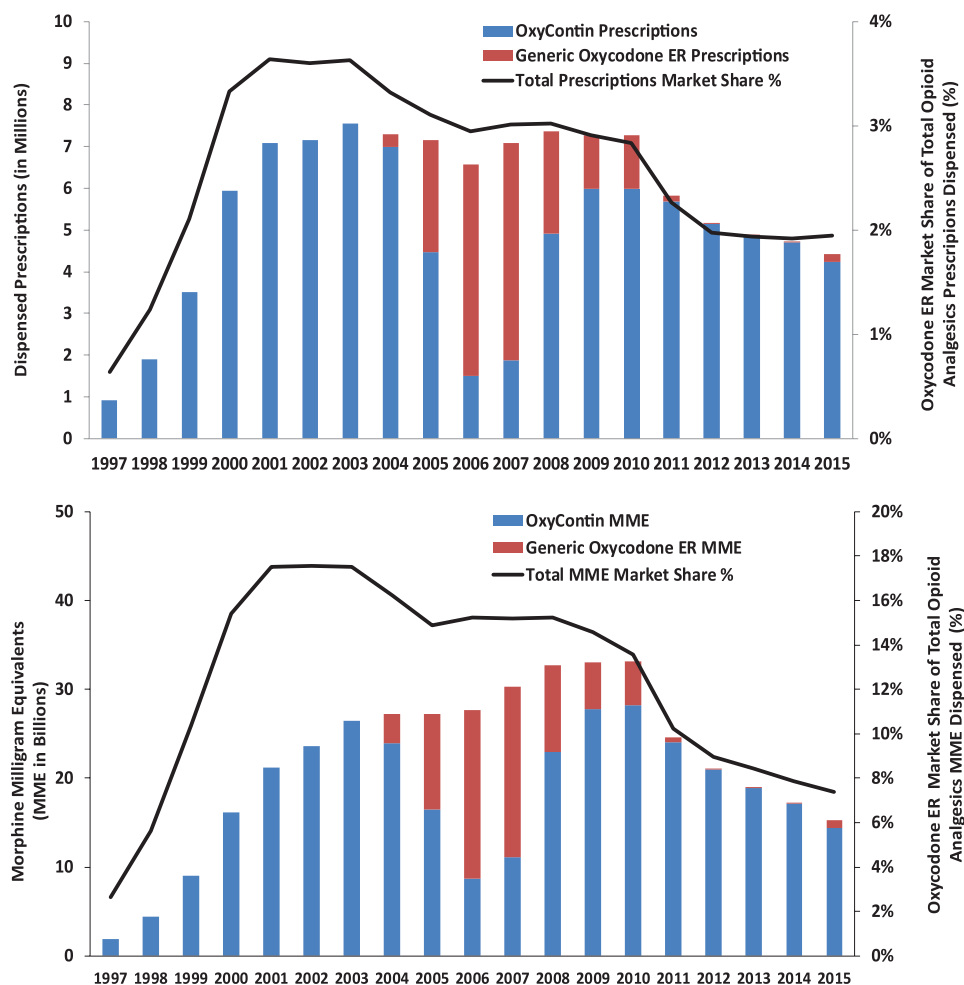 10
9
8
7
6
5
4
3
2
1
0
Dispensed Prescriptions (in Millions)
OxyContin Prescriptions
Generic Oxycodone ER Prescriptions
Total Prescriptions Market Share %
4%
3%
2%
1%
0%
Oxycodone ER Market Share of Total Opioid
Analgesics Prescriptions Dispensed (%)
1997 1998 1999 2000 2001 2002 2003 2004 2005 2006 2007 2008 2009 2010 2011 2012 2013 2014 2015
50
40
30
20
10
0
Morphine Milligram Equivalents
(MME in Billions)
OxyContin MME
Generic Oxycodone ER MME
Total MME Market Share %
20%
18%
16%
14%
12%
10%
8%
6%
4%
2%
0%
Oxycodone ER Market Share of Total Opioid
Analgesics MME Dispensed (%)
1997 1998 1999 2000 2001 2002 2003 2004 2005 2006 2007 2008 2009 2010 2011 2012 2013 2014 2015